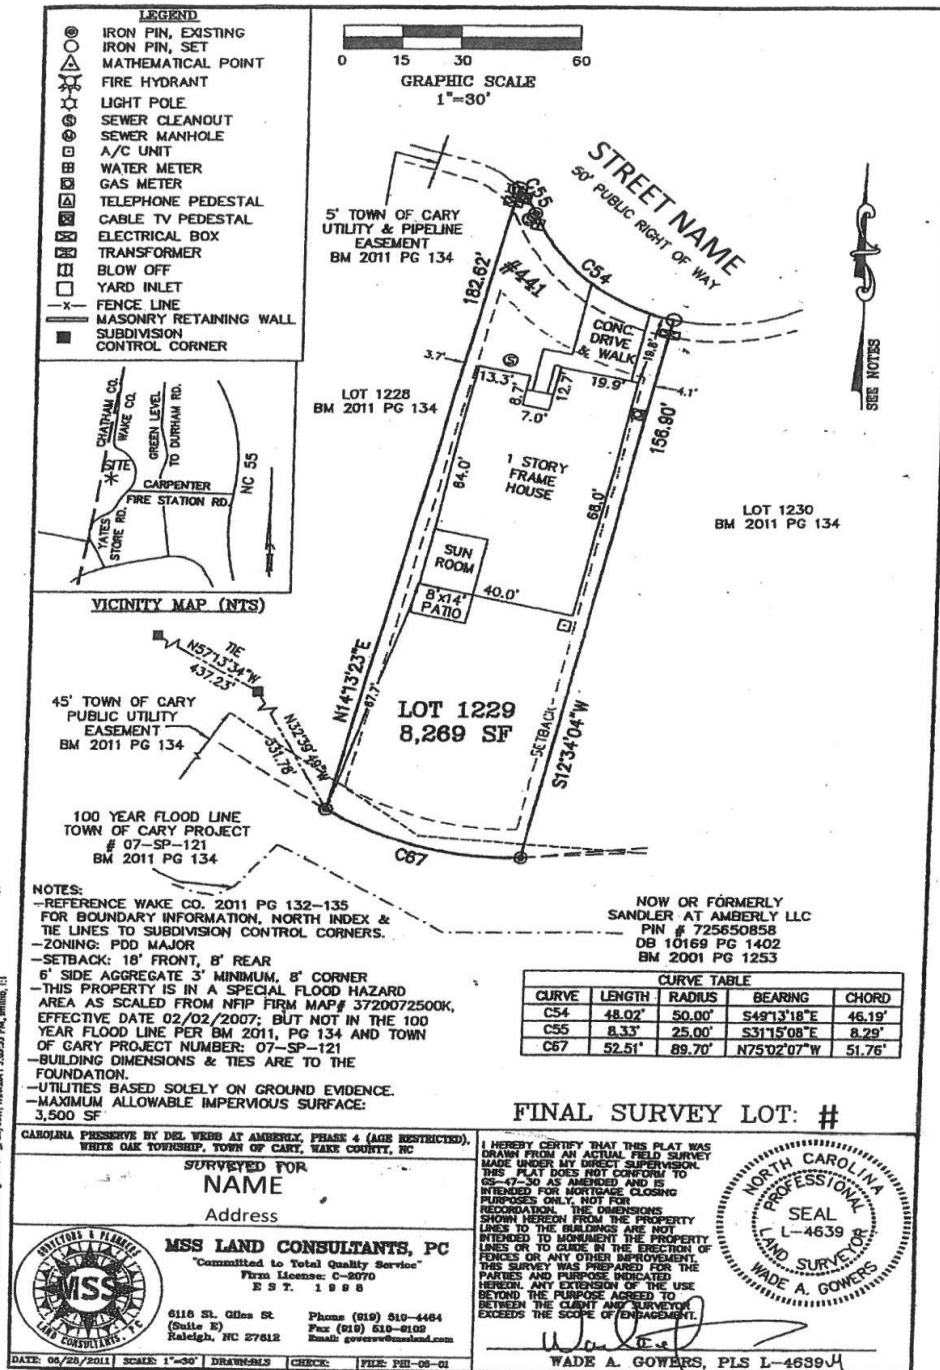 LEGEND
IRON PIN, EXISTING
IRON PIN, SET
MATHEMATICAL POINT
FIRE HYDRANT
LIGHT POLE
SEWER CLEANOUT
SEWER MANHOLE
A/C UNIT
WATER METER
GAS METER
TELEPHONE PEDESTAL
CABLE TV PEDESTAL
ELECTRICAL BOX
TRANSFORMER
BLOW OFF
YARD INLET
FENCE LINE
MASONRY RETAINING WALL
SUBDIVISION
CONTROL CORNER
0 15 30 60
GRAPHIC SCALE
1"=30'
STREET NAME
50' PUBLIC RIGHT OF WAY
5' TOWN OF CARY
UTILITY & PIPELINE
EASEMENT
BM 2011 PG 134
C55
C54
#441
182.62'
CONC.
DRIVE
& WALK
19.8'
3.7'
13.3'
8.7'
7.0'
12.7'
19.9'
4.1'
156.90'
SEE NOTES
LOT 1228
BM 2011 PG 134
1 STORY
FRAME
HOUSE
64.0'
68.0'
LOT 1230
BM 2011 PG 134
SUN
ROOM
8'x14'
PATIO
40.0'
CHATHAM CO.
WAKE CO.
GREEN LEVEL
TO DURHAM RD.
SITE
CARPENTER
FIRE STATION RD.
NC 55
YATES
STORE RD.
VICINITY MAP (NTS)
TIE
N57°13'34"W
437.23'
N32°39'49"W
331.78'
N14°13'23"E
67.7'
LOT 1229
8,269 SF
SETBACK
S12°34'04"W
45' TOWN OF CARY
PUBLIC UTILITY
EASEMENT
BM 2011 PG 134
100 YEAR FLOOD LINE
TOWN OF CARY PROJECT
# 07-SP-121
BM 2011 PG 134
C67
NOTES:
-REFERENCE WAKE CO. 2011 PG 132-135
FOR BOUNDARY INFORMATION, NORTH INDEX &
TIE LINES TO SUBDIVISION CONTROL CORNERS.
-ZONING: PDD MAJOR
-SETBACK: 18' FRONT, 8' REAR
6' SIDE AGGREGATE 3' MINIMUM, 8' CORNER
-THIS PROPERTY IS IN A SPECIAL FLOOD HAZARD
AREA AS SCALED FROM NFIP FIRM MAP# 3720072500K,
EFFECTIVE DATE 02/02/2007; BUT NOT IN THE 100
YEAR FLOOD LINE PER BM 2011, PG 134 AND TOWN
OF CARY PROJECT NUMBER: 07-SP-121
-BUILDING DIMENSIONS & TIES ARE TO THE
FOUNDATION.
-UTILITIES BASED SOLELY ON GROUND EVIDENCE.
-MAXIMUM ALLOWABLE IMPERVIOUS SURFACE:
3,500 SF
NOW OR FORMERLY
SANDLER AT AMBERLY LLC
PIN # 725650858
DB 10169 PG 1402
BM 2001 PG 1253
CURVE TABLE
CURVE LENGTH RADIUS BEARING CHORD
C54 48.02' 50.00' S49°13'18"E 46.19'
C55 8.33' 25.00' S31°15'08"E 8.29'
C67 52.51' 89.70' N75°02'07"W 51.76'
FINAL SURVEY LOT: #
CAROLINA PRESERVE BY DEL WEBB AT AMBERLY, PHASE 4 (AGE RESTRICTED),
WHITE OAK TOWNSHIP, TOWN OF CARY, WAKE COUNTY, NC
SURVEYED FOR
NAME
Address
SURVEYORS & PLANNERS
MSS
LAND CONSULTANTS, PC
MSS LAND CONSULTANTS, PC
"Committed to Total Quality Service"
Firm License: C-2070
EST. 1998
6118 St. Giles St
(Suite E)
Raleigh, NC 27612
Phone (919) 510-4464
Fax (919) 510-9102
Email: gowersw@mssland.com
DATE: 06/28/2011 SCALE: 1"=30' DRAWN:BLS CHECK: FILE: PH1-08-01
I HEREBY CERTIFY THAT THIS PLAT WAS
DRAWN FROM AN ACTUAL FIELD SURVEY
MADE UNDER MY DIRECT SUPERVISION.
THIS PLAT DOES NOT CONFORM TO
GS-47-30 AS AMENDED AND IS
INTENDED FOR MORTGAGE CLOSING
PURPOSES ONLY, NOT FOR
RECORDATION. THE DIMENSIONS
SHOWN HEREON FROM THE PROPERTY
LINES TO THE BUILDINGS ARE NOT
INTENDED TO MONUMENT THE PROPERTY
LINES OR TO GUIDE IN THE ERECTION OF
FENCES OR ANY OTHER IMPROVEMENT.
THIS SURVEY WAS PREPARED FOR THE
PARTIES AND PURPOSE INDICATED
HEREON. ANY EXTENSION OF THE USE
BEYOND THE PURPOSE AGREED TO
BETWEEN THE CLIENT AND SURVEYOR
EXCEEDS THE SCOPE OF ENGAGEMENT.
NORTH CAROLINA
PROFESSIONAL
SEAL
L-4639
LAND SURVEYOR
WADE A. GOWERS
WADE A. GOWERS, PLS L-4639